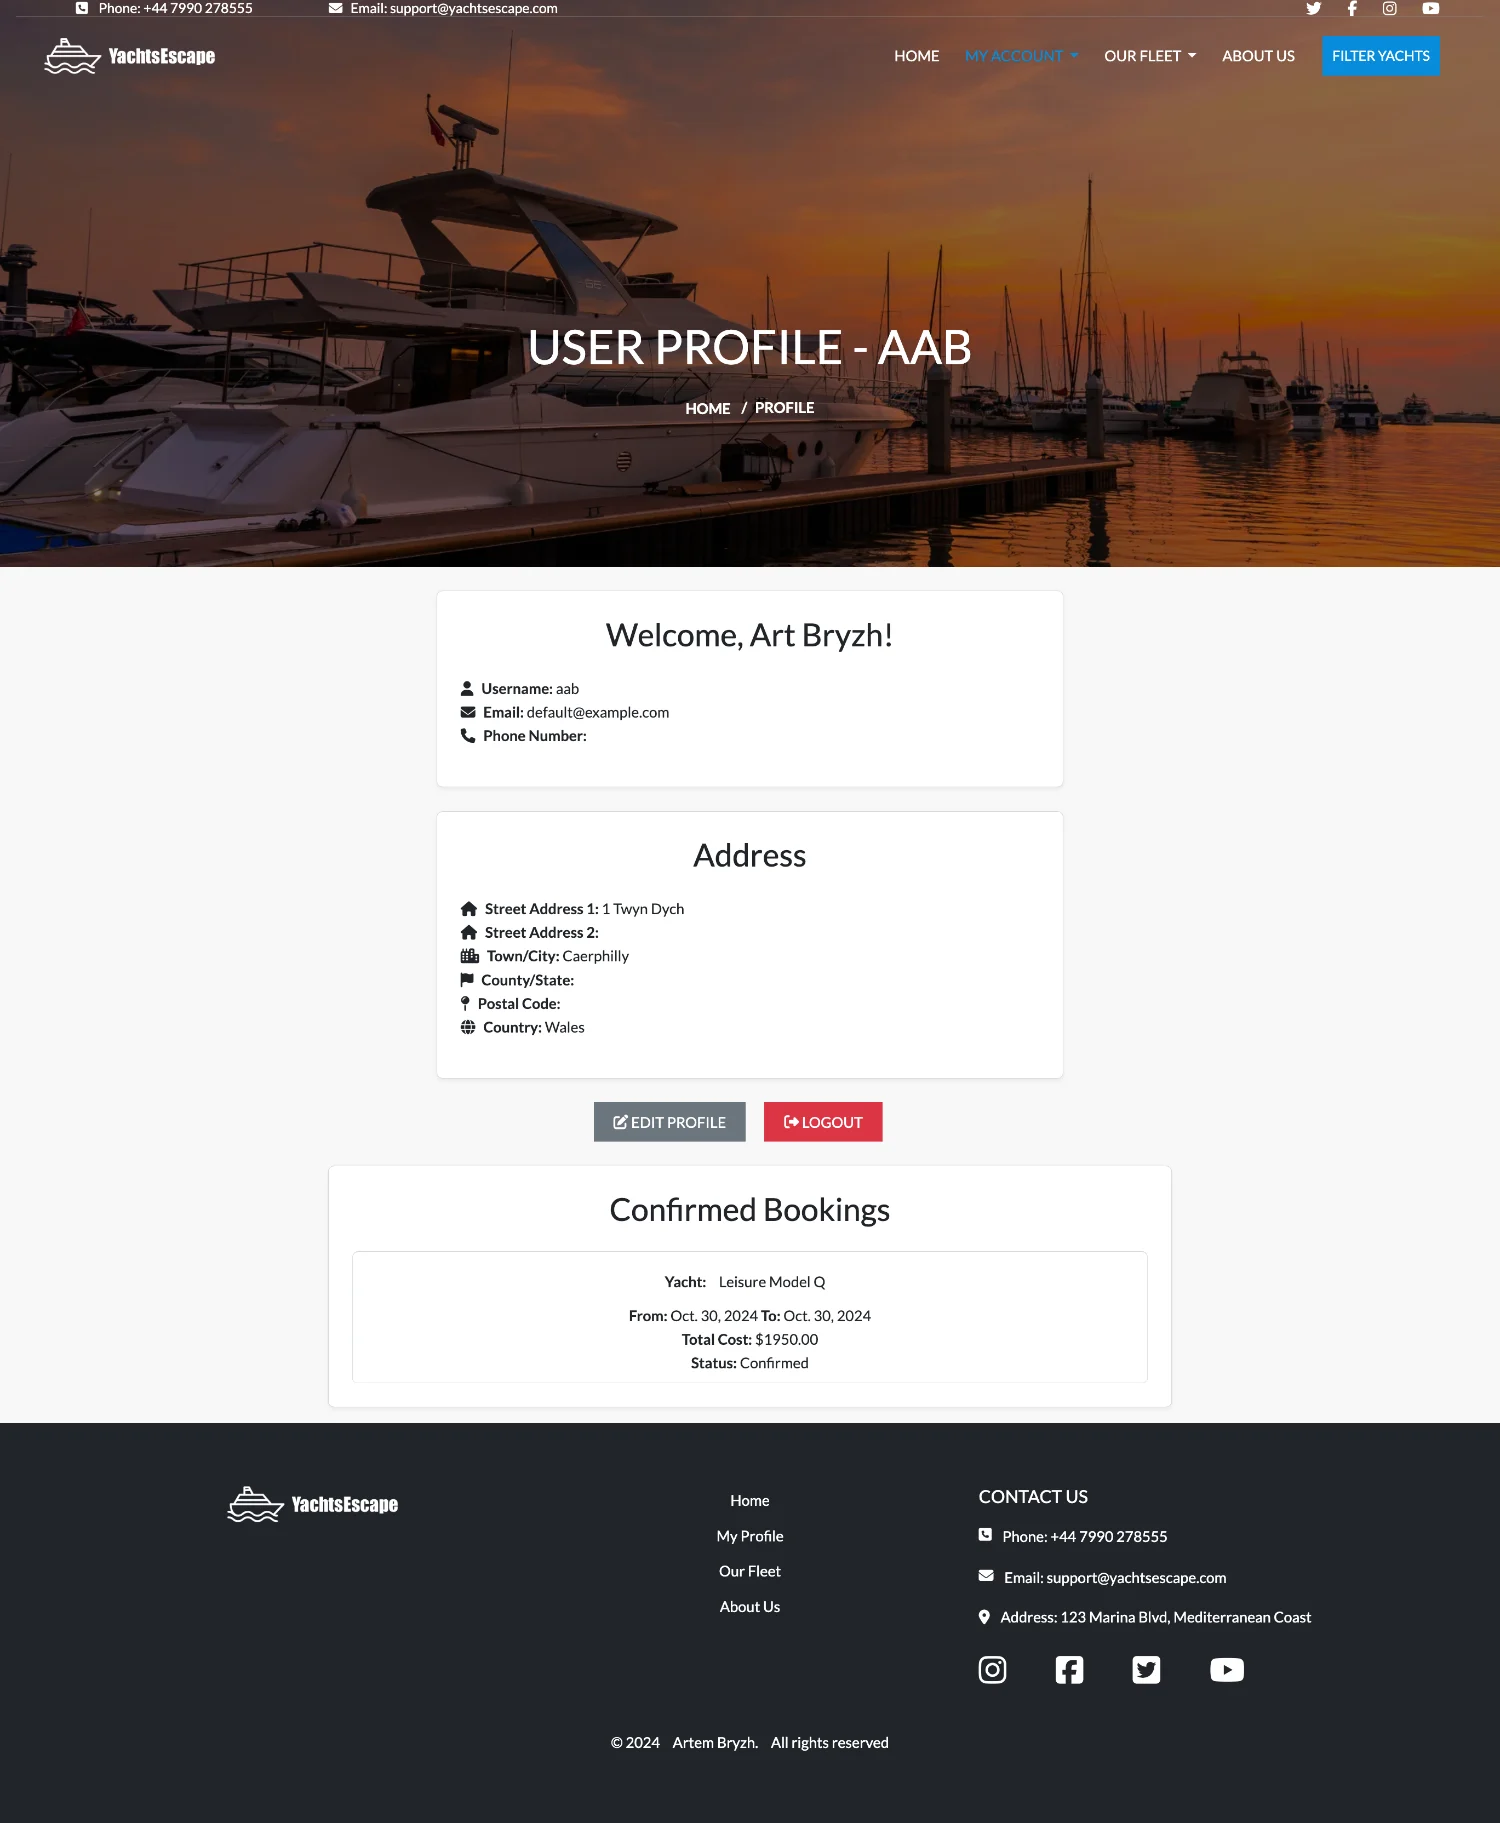 Phone: +44 7990 278555 Email: support@yachtsescape.com
YachtsEscape HOME MY ACCOUNT OUR FLEET ABOUT US FILTER YACHTS
USER PROFILE - AAB
HOME / PROFILE
Welcome, Art Bryzh!
Username: aab
Email: default@example.com
Phone Number:
Address
Street Address 1: 1 Twyn Dych
Street Address 2:
Town/City: Caerphilly
County/State:
Postal Code:
Country: Wales
EDIT PROFILE LOGOUT
Confirmed Bookings
Yacht: Leisure Model Q
From: Oct. 30, 2024 To: Oct. 30, 2024
Total Cost: $1950.00
Status: Confirmed
YachtsEscape
Home
My Profile
Our Fleet
About Us
CONTACT US
Phone: +44 7990 278555
Email: support@yachtsescape.com
Address: 123 Marina Blvd, Mediterranean Coast
© 2024 Artem Bryzh. All rights reserved